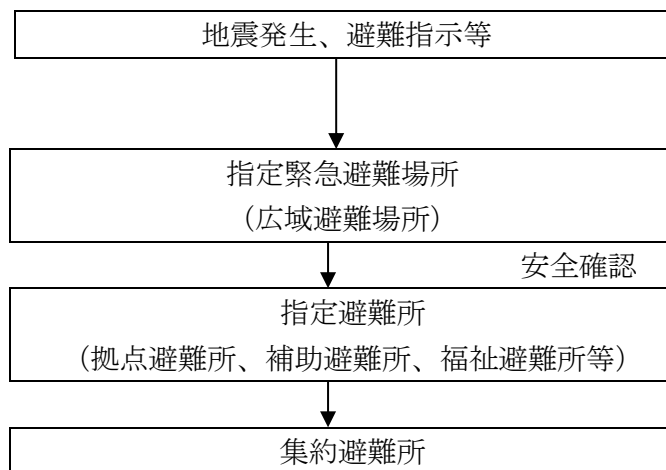 地震発生、避難指示等
指定緊急避難場所
（広域避難場所）
安全確認
指定避難所
（拠点避難所、補助避難所、福祉避難所等）
集約避難所